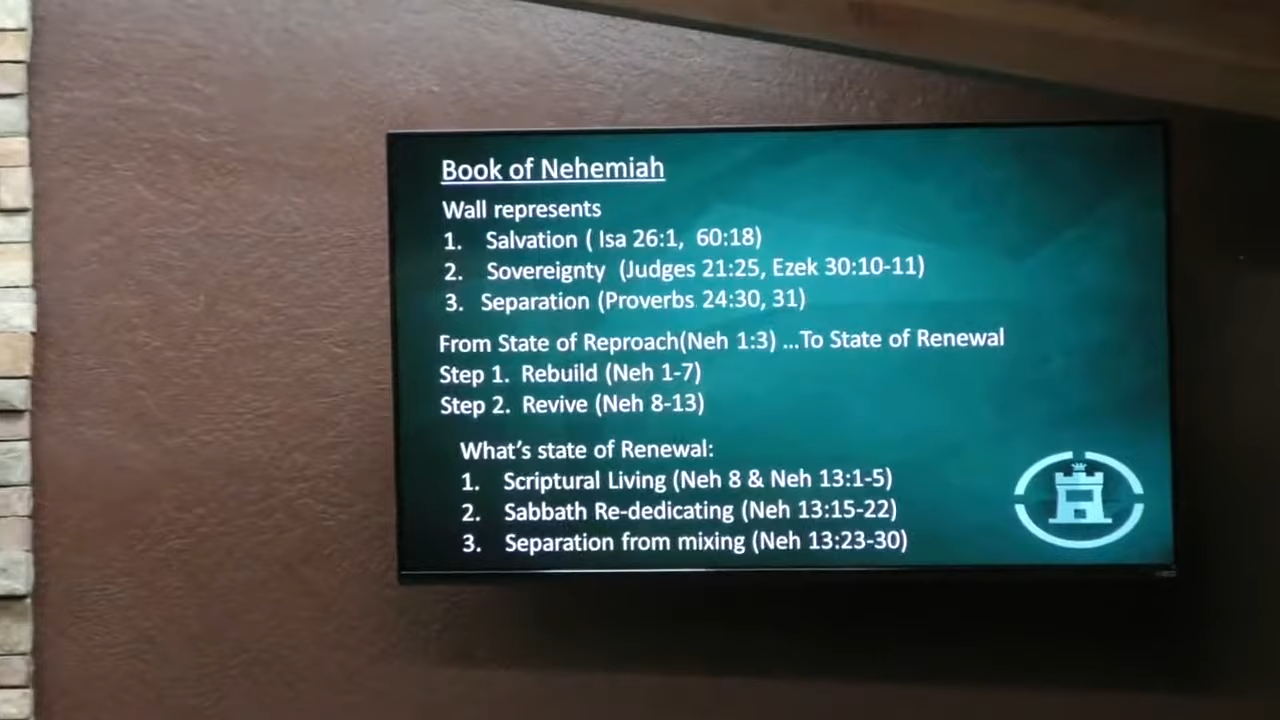 Book of Nehemiah
Wall represents
1. Salvation ( Isa 26:1, 60:18)
2. Sovereignty (Judges 21:25, Ezek 30:10-11)
3. Separation (Proverbs 24:30, 31)
From State of Reproach(Neh 1:3) ...To State of Renewal
Step 1. Rebuild (Neh 1-7)
Step 2. Revive (Neh 8-13)
What's state of Renewal:
1. Scriptural Living (Neh 8 & Neh 13:1-5)
2. Sabbath Re-dedicating (Neh 13:15-22)
3. Separation from mixing (Neh 13:23-30)